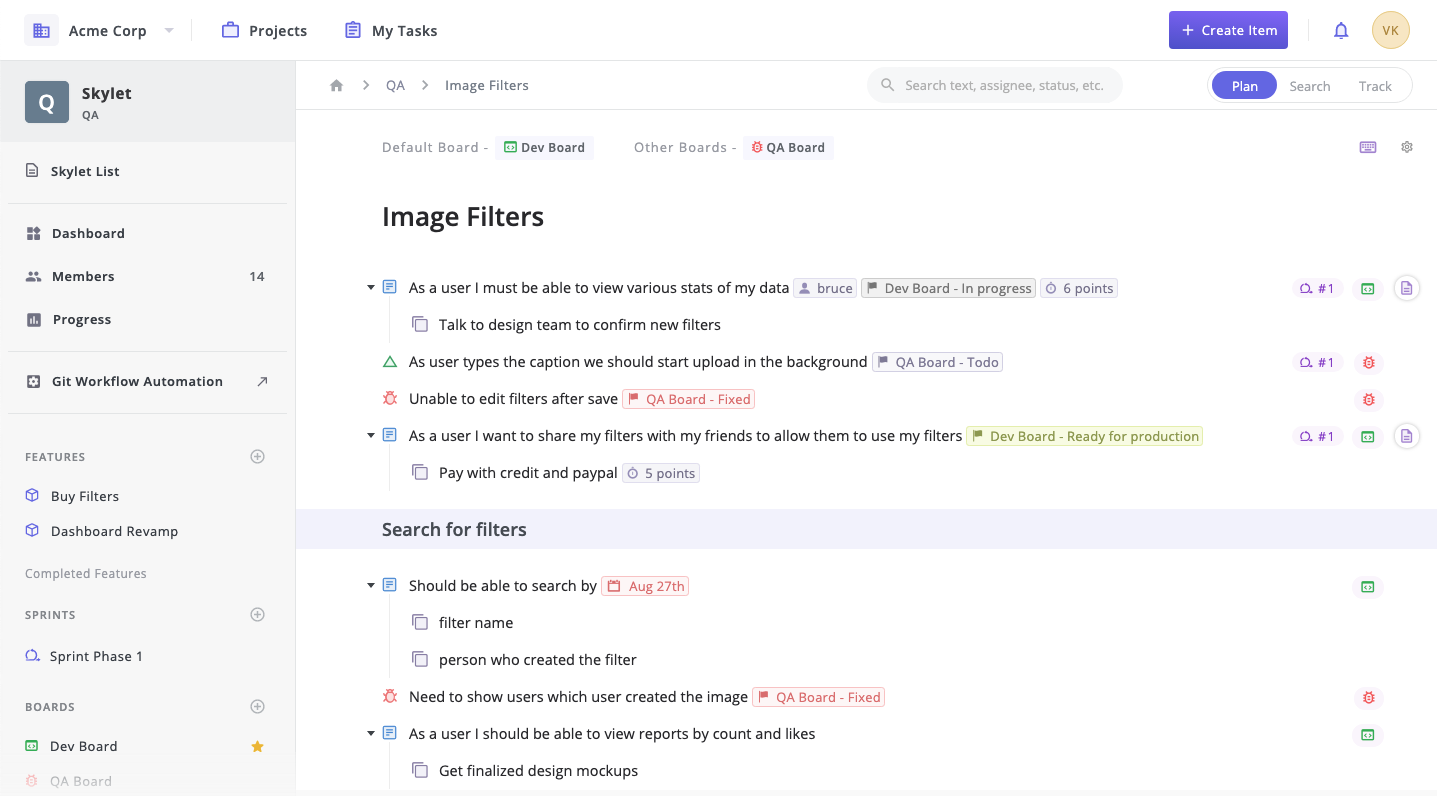 Acme Corp
Projects
My Tasks
+ Create Item
VK
Q
Skylet
QA
Skylet List
Dashboard
Members 14
Progress
Git Workflow Automation
FEATURES
Buy Filters
Dashboard Revamp
Completed Features
SPRINTS
Sprint Phase 1
BOARDS
Dev Board
QA Board
QA
Image Filters
Search text, assignee, status, etc.
Plan
Search
Track
Default Board - Dev Board
Other Boards - QA Board
Image Filters
As a user I must be able to view various stats of my data bruce Dev Board - In progress 6 points #1
Talk to design team to confirm new filters
As user types the caption we should start upload in the background QA Board - Todo #1
Unable to edit filters after save QA Board - Fixed
As a user I want to share my filters with my friends to allow them to use my filters Dev Board - Ready for production #1
Pay with credit and paypal 5 points
Search for filters
Should be able to search by Aug 27th
filter name
person who created the filter
Need to show users which user created the image QA Board - Fixed
As a user I should be able to view reports by count and likes
Get finalized design mockups